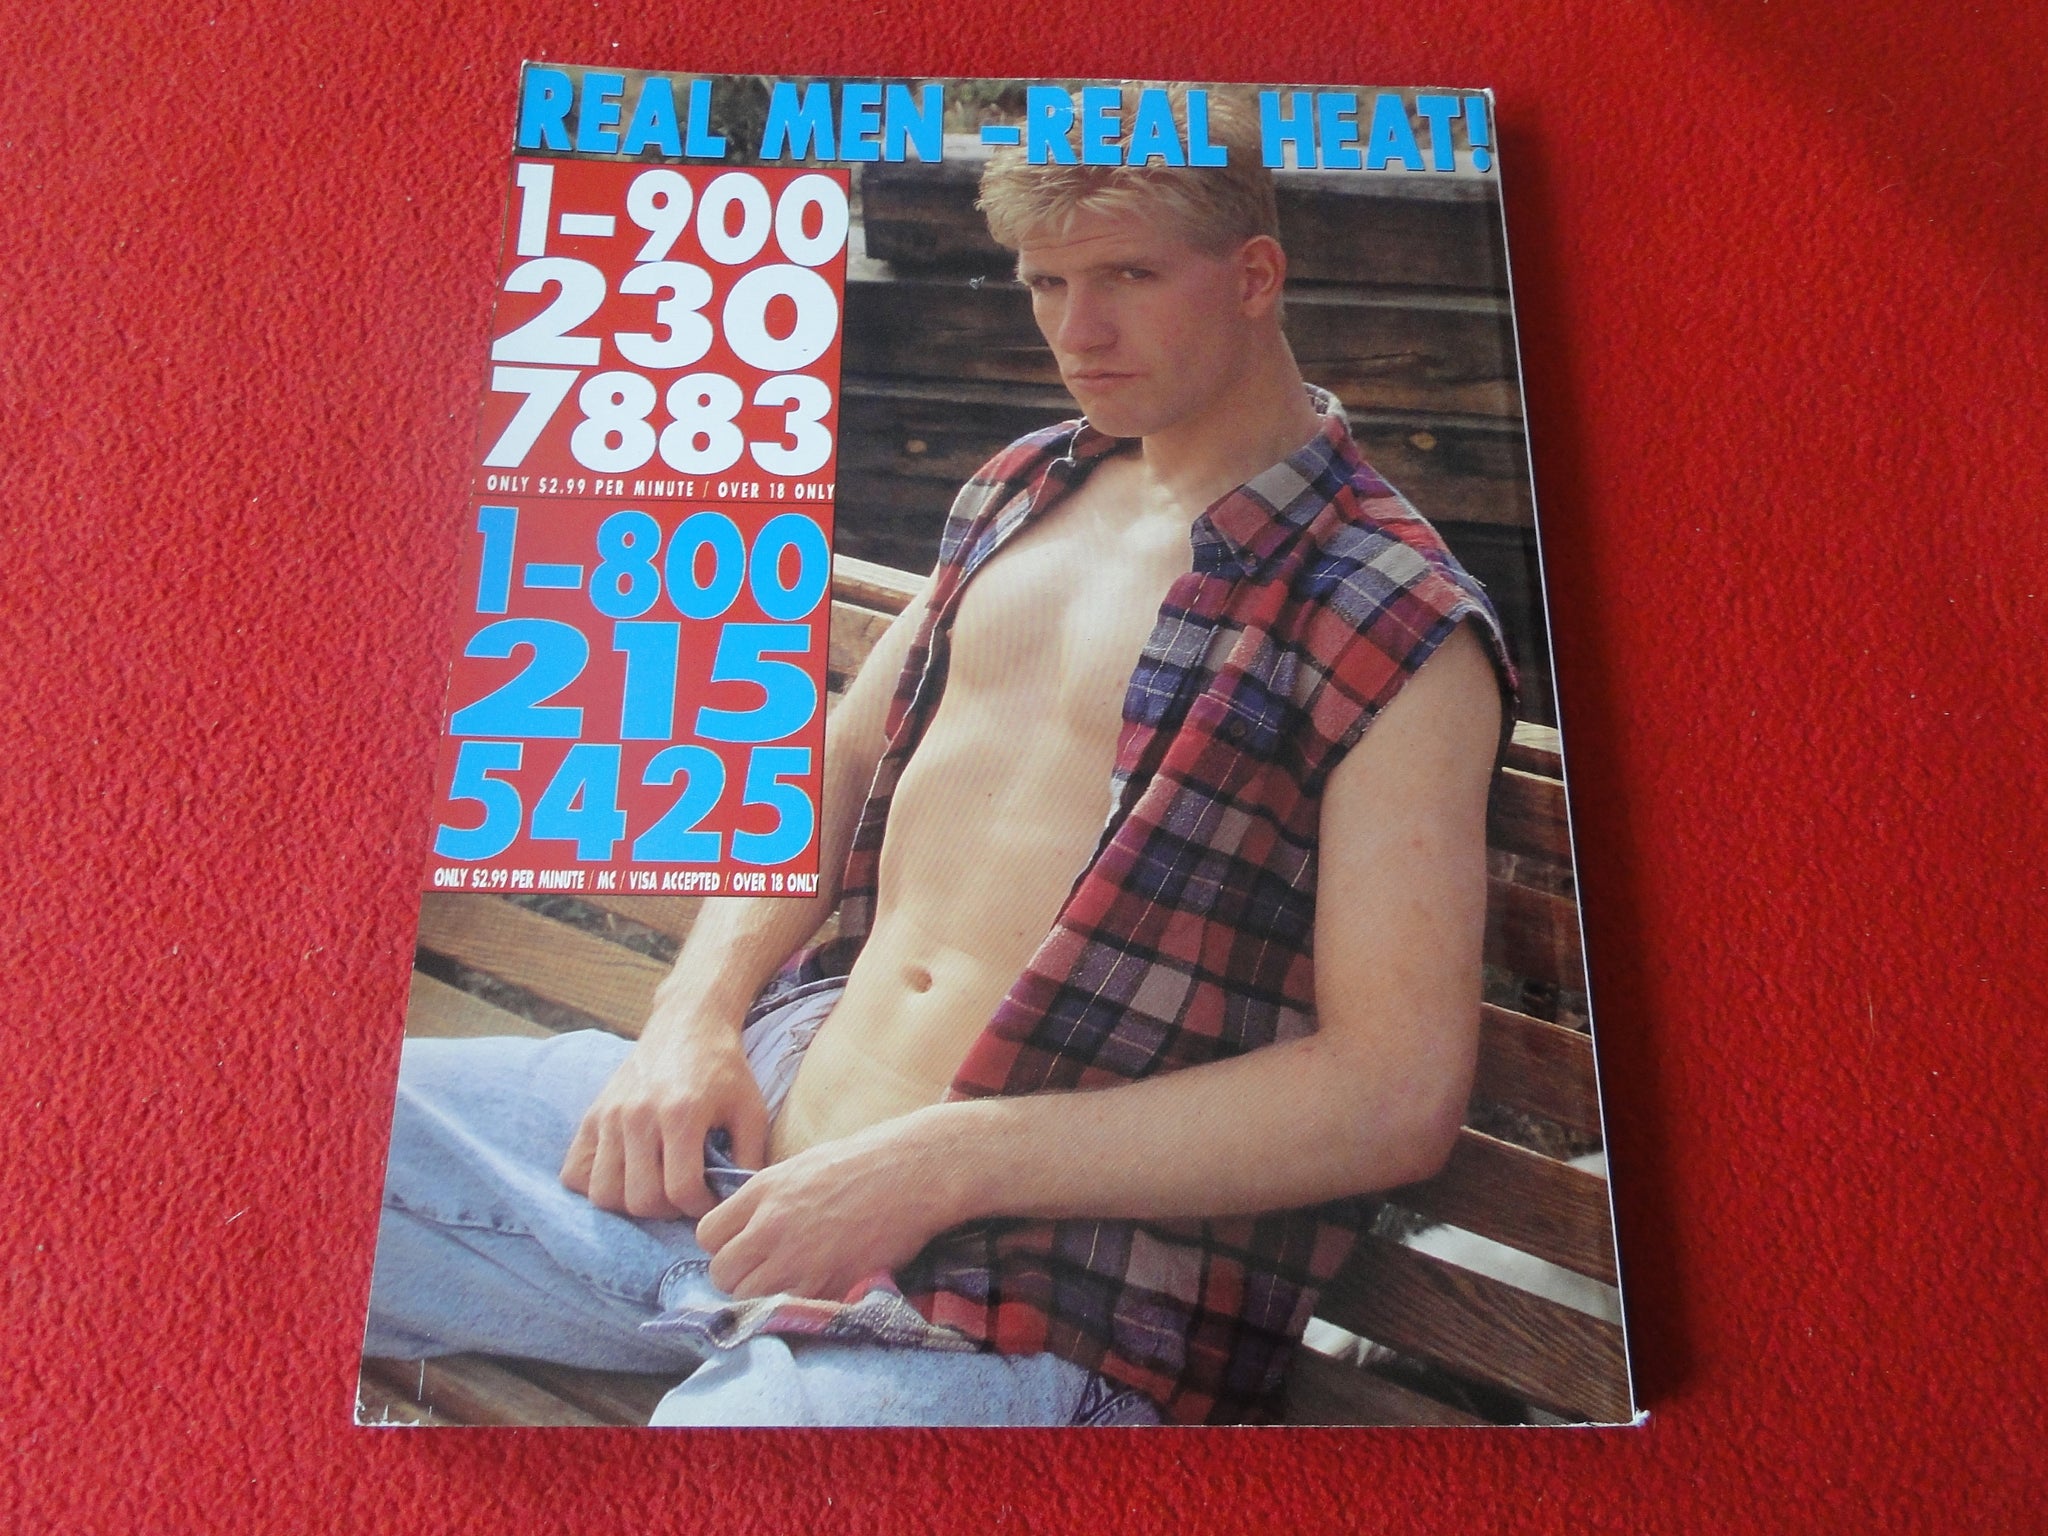 REAL MEN -REAL HEAT!
1-900
230
7883
ONLY $2.99 PER MINUTE / OVER 18 ONLY
1-800
215
5425
ONLY $2.99 PER MINUTE / MC / VISA ACCEPTED / OVER 18 ONLY